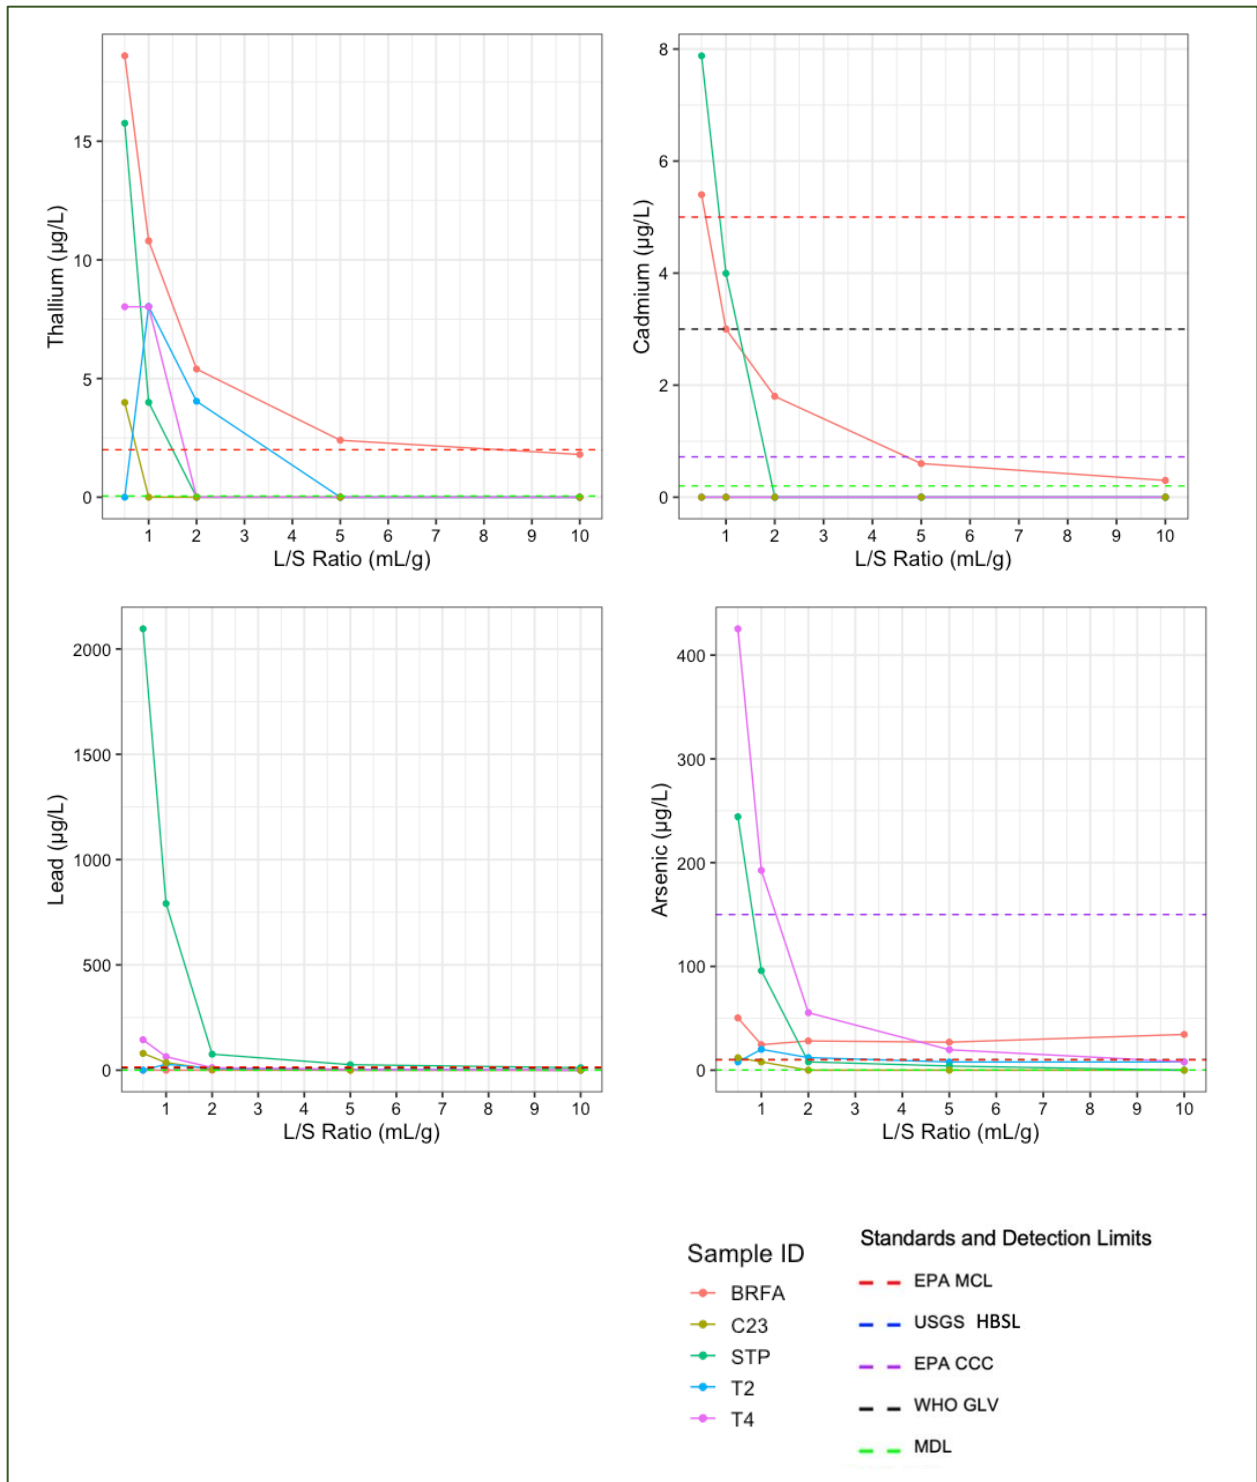 Thallium (µg/L)
15
10
5
0
1 2 3 4 5 6 7 8 9 10
L/S Ratio (mL/g)
Cadmium (µg/L)
8
6
4
2
0
1 2 3 4 5 6 7 8 9 10
L/S Ratio (mL/g)
Lead (µg/L)
2000
1500
1000
500
0
1 2 3 4 5 6 7 8 9 10
L/S Ratio (mL/g)
Arsenic (µg/L)
400
300
200
100
0
1 2 3 4 5 6 7 8 9 10
L/S Ratio (mL/g)
Sample ID
BRFA
C23
STP
T2
T4
Standards and Detection Limits
EPA MCL
USGS HBSL
EPA CCC
WHO GLV
MDL